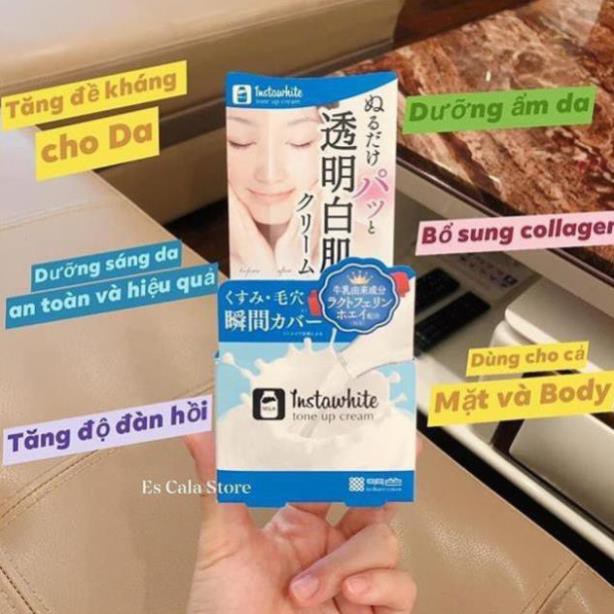 Tăng đề kháng
cho Da
Instawhite
tone up cream
ぬるだけ
パッと
透明白肌
クリーム
Dưỡng ẩm da
Dưỡng sáng da
an toàn và hiệu quả
Bổ sung collagen
くすみ・毛穴
瞬間カバー
牛乳由来成分
ラクトフェリン
ホエイ配合
Dùng cho cả
Mặt và Body
Tăng độ đàn hồi
MILK
Instawhite
tone up cream
Es Cala Store